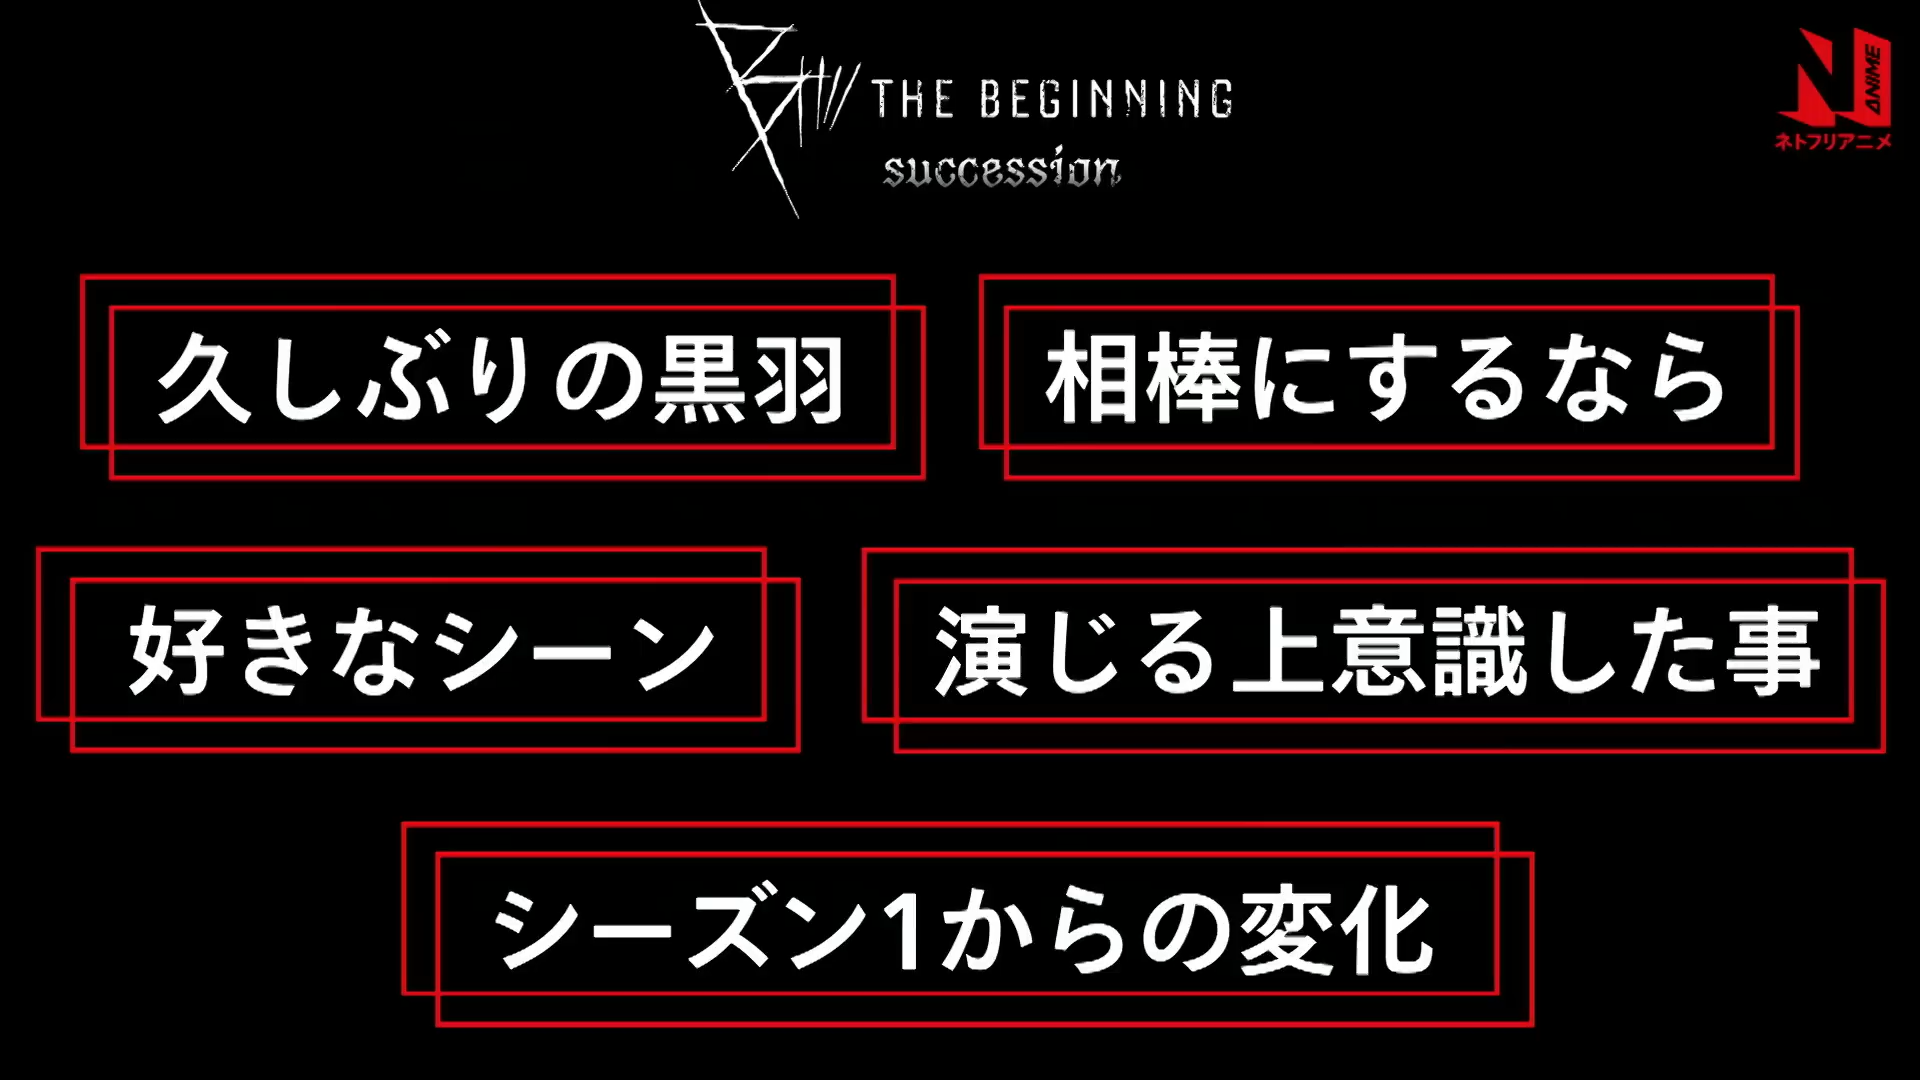 B: THE BEGINNING
succession
ANIME
ネトフリアニメ
久しぶりの黒羽
相棒にするなら
好きなシーン
演じる上意識した事
シーズン1からの変化